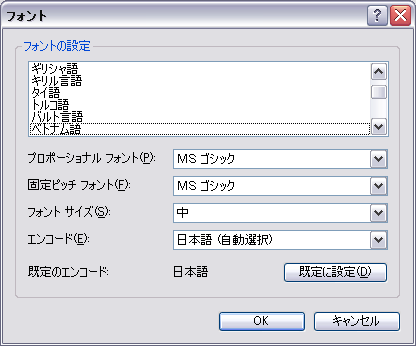 フォント
フォントの設定
ギリシャ語
キリル言語
タイ語
トルコ語
バルト言語
ベトナム語
プロポーショナル フォント(P): MS ゴシック
固定ピッチ フォント(F): MS ゴシック
フォント サイズ(S): 中
エンコード(E): 日本語 (自動選択)
既定のエンコード: 日本語 既定に設定(D)
OK キャンセル